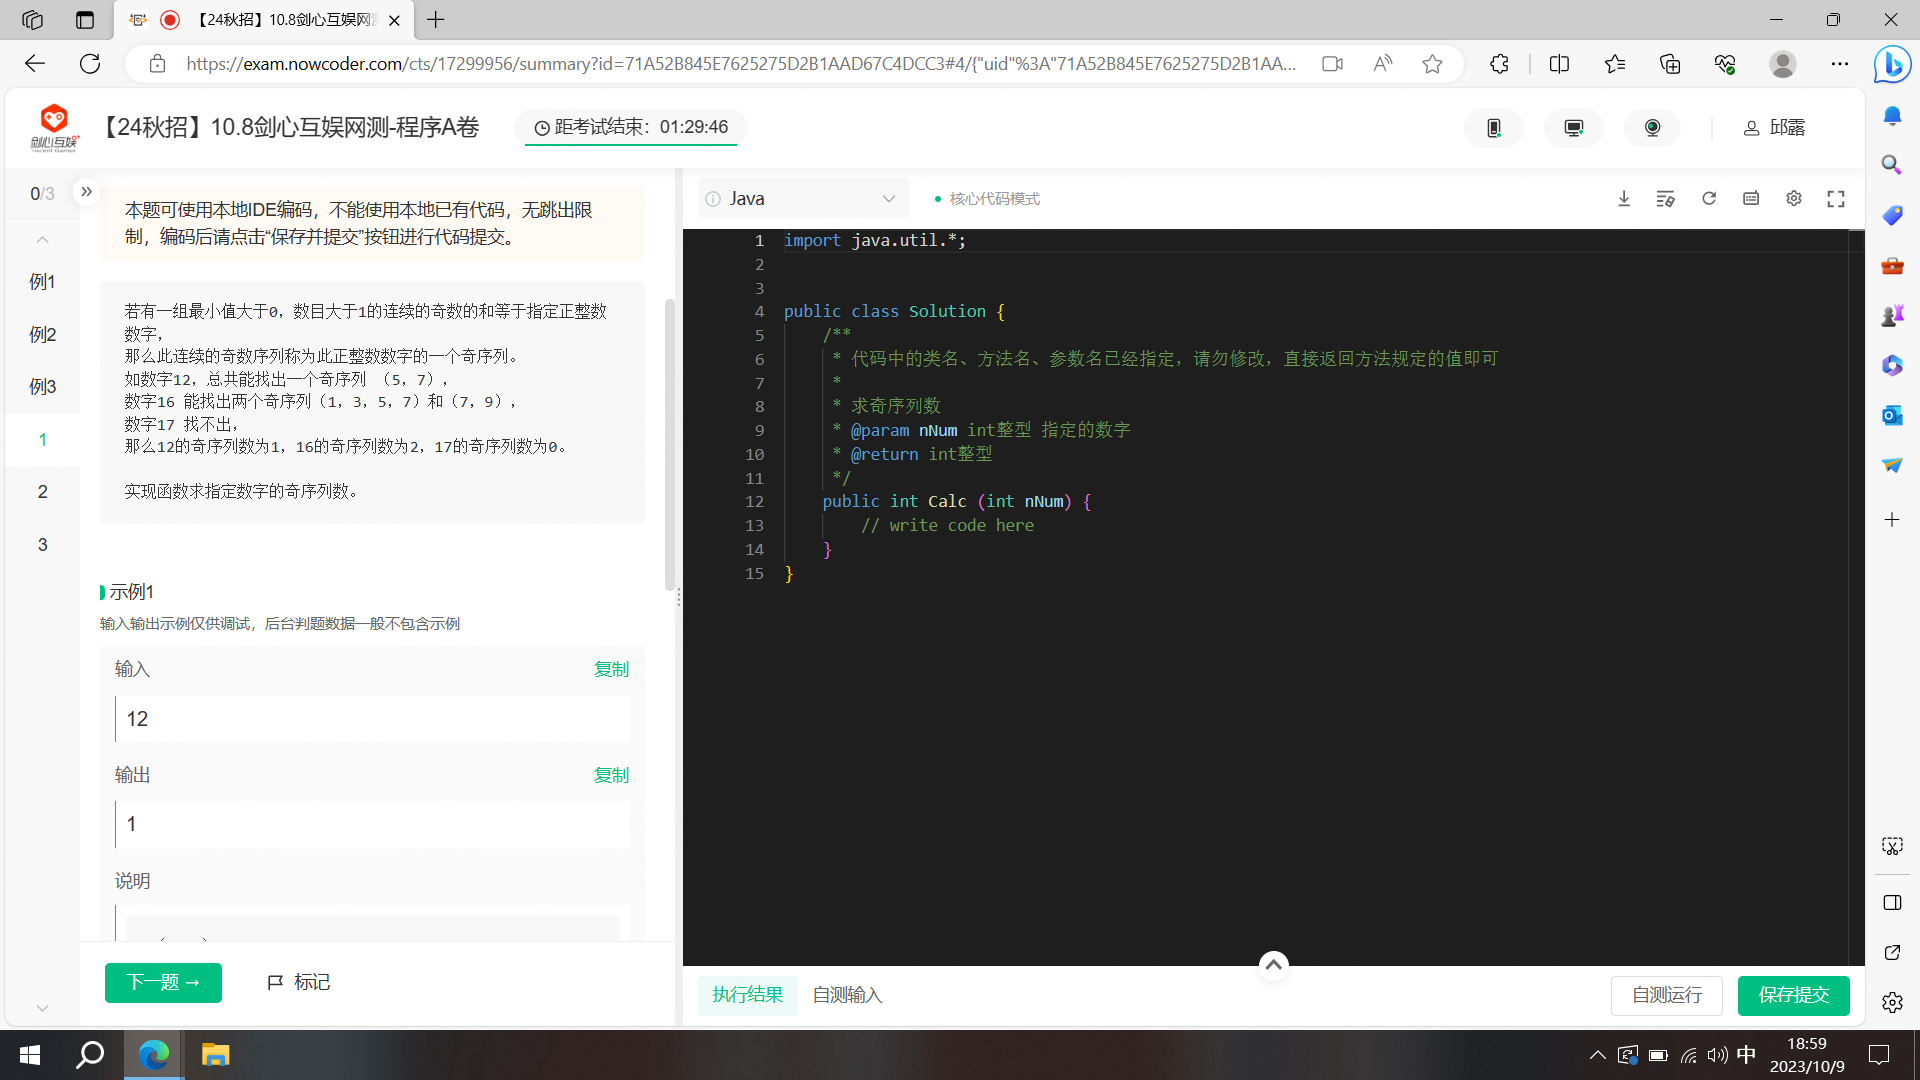 【24秋招】10.8剑心互娱网测
https://exam.nowcoder.com/cts/17299956/summary?id=71A52B845E7625275D2B1AAD67C4DCC3#4/{"uid"%3A"71A52B845E7625275D2B1AA...
剑心互娱
【24秋招】10.8剑心互娱网测-程序A卷
距考试结束：01:29:46
邱露
0/3
例1
例2
例3
1
2
3
本题可使用本地IDE编码，不能使用本地已有代码，无跳出限
制，编码后请点击“保存并提交”按钮进行代码提交。
若有一组最小值大于0，数目大于1的连续的奇数的和等于指定正整数
数字，
那么此连续的奇数序列称为此正整数数字的一个奇序列。
如数字12，总共能找出一个奇序列 （5，7），
数字16 能找出两个奇序列（1，3，5，7）和（7，9），
数字17 找不出，
那么12的奇序列数为1，16的奇序列数为2，17的奇序列数为0。
实现函数求指定数字的奇序列数。
示例1
输入输出示例仅供调试，后台判题数据一般不包含示例
输入
复制
12
输出
复制
1
说明
下一题 →
标记
Java
核心代码模式
1 import java.util.*;
2
3
4 public class Solution {
5     /**
6      * 代码中的类名、方法名、参数名已经指定，请勿修改，直接返回方法规定的值即可
7      *
8      * 求奇序列数
9      * @param nNum int整型 指定的数字
10      * @return int整型
11      */
12     public int Calc (int nNum) {
13         // write code here
14     }
15 }
执行结果
自测输入
自测运行
保存提交
中
18:59
2023/10/9